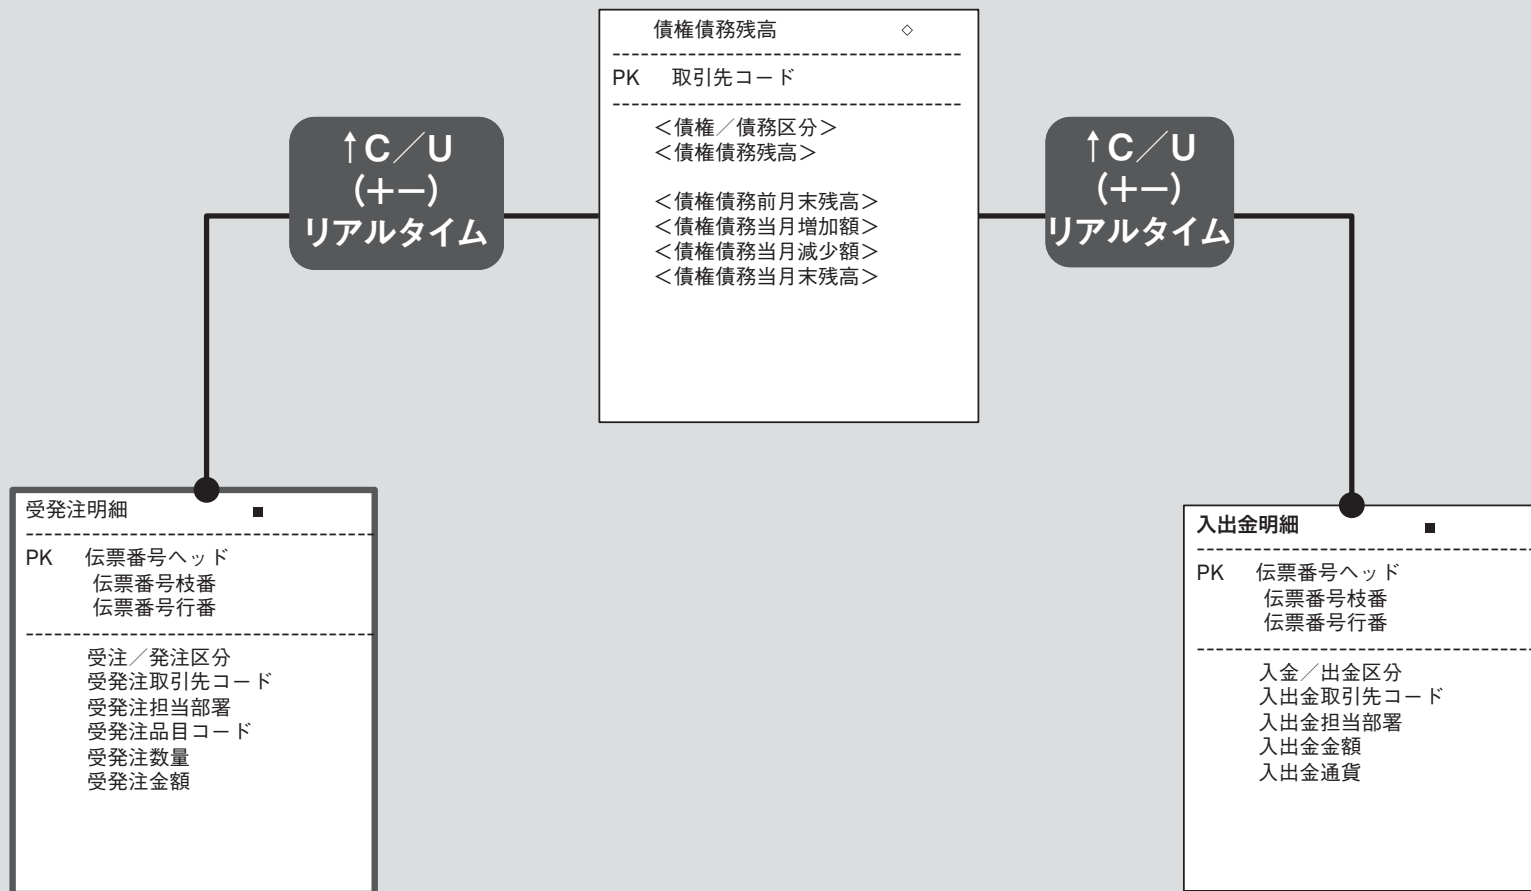 債権債務残高 ◇
PK 取引先コード
＜債権／債務区分＞
＜債権債務残高＞
＜債権債務前月末残高＞
＜債権債務当月増加額＞
＜債権債務当月減少額＞
＜債権債務当月末残高＞
↑C／U
(＋－)
リアルタイム
↑C／U
(＋－)
リアルタイム
受発注明細 ■
PK 伝票番号ヘッド
伝票番号枝番
伝票番号行番
受注／発注区分
受発注取引先コード
受発注担当部署
受発注品目コード
受発注数量
受発注金額
入出金明細 ■
PK 伝票番号ヘッド
伝票番号枝番
伝票番号行番
入金／出金区分
入出金取引先コード
入出金担当部署
入出金金額
入出金通貨